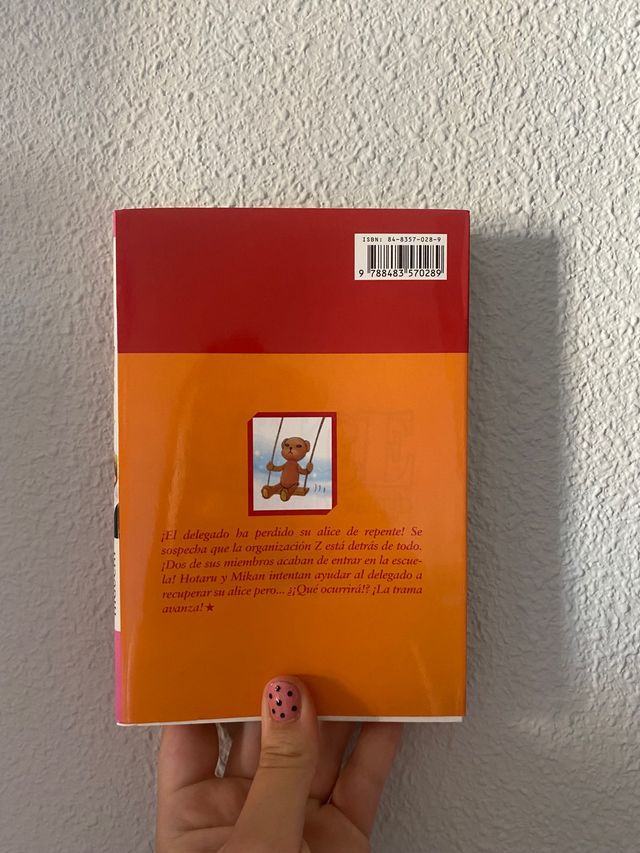 ISBN: 84-8357-028-9
9 788483 570289
¡El delegado ha perdido su alice de repente! Se
sospecha que la organización Z está detrás de todo.
¡Dos de sus miembros acaban de entrar en la escue-
la! Hotaru y Mikan intentan ayudar al delegado a
recuperar su alice pero... ¿¡Qué ocurrirá!? ¡La trama
avanza!★